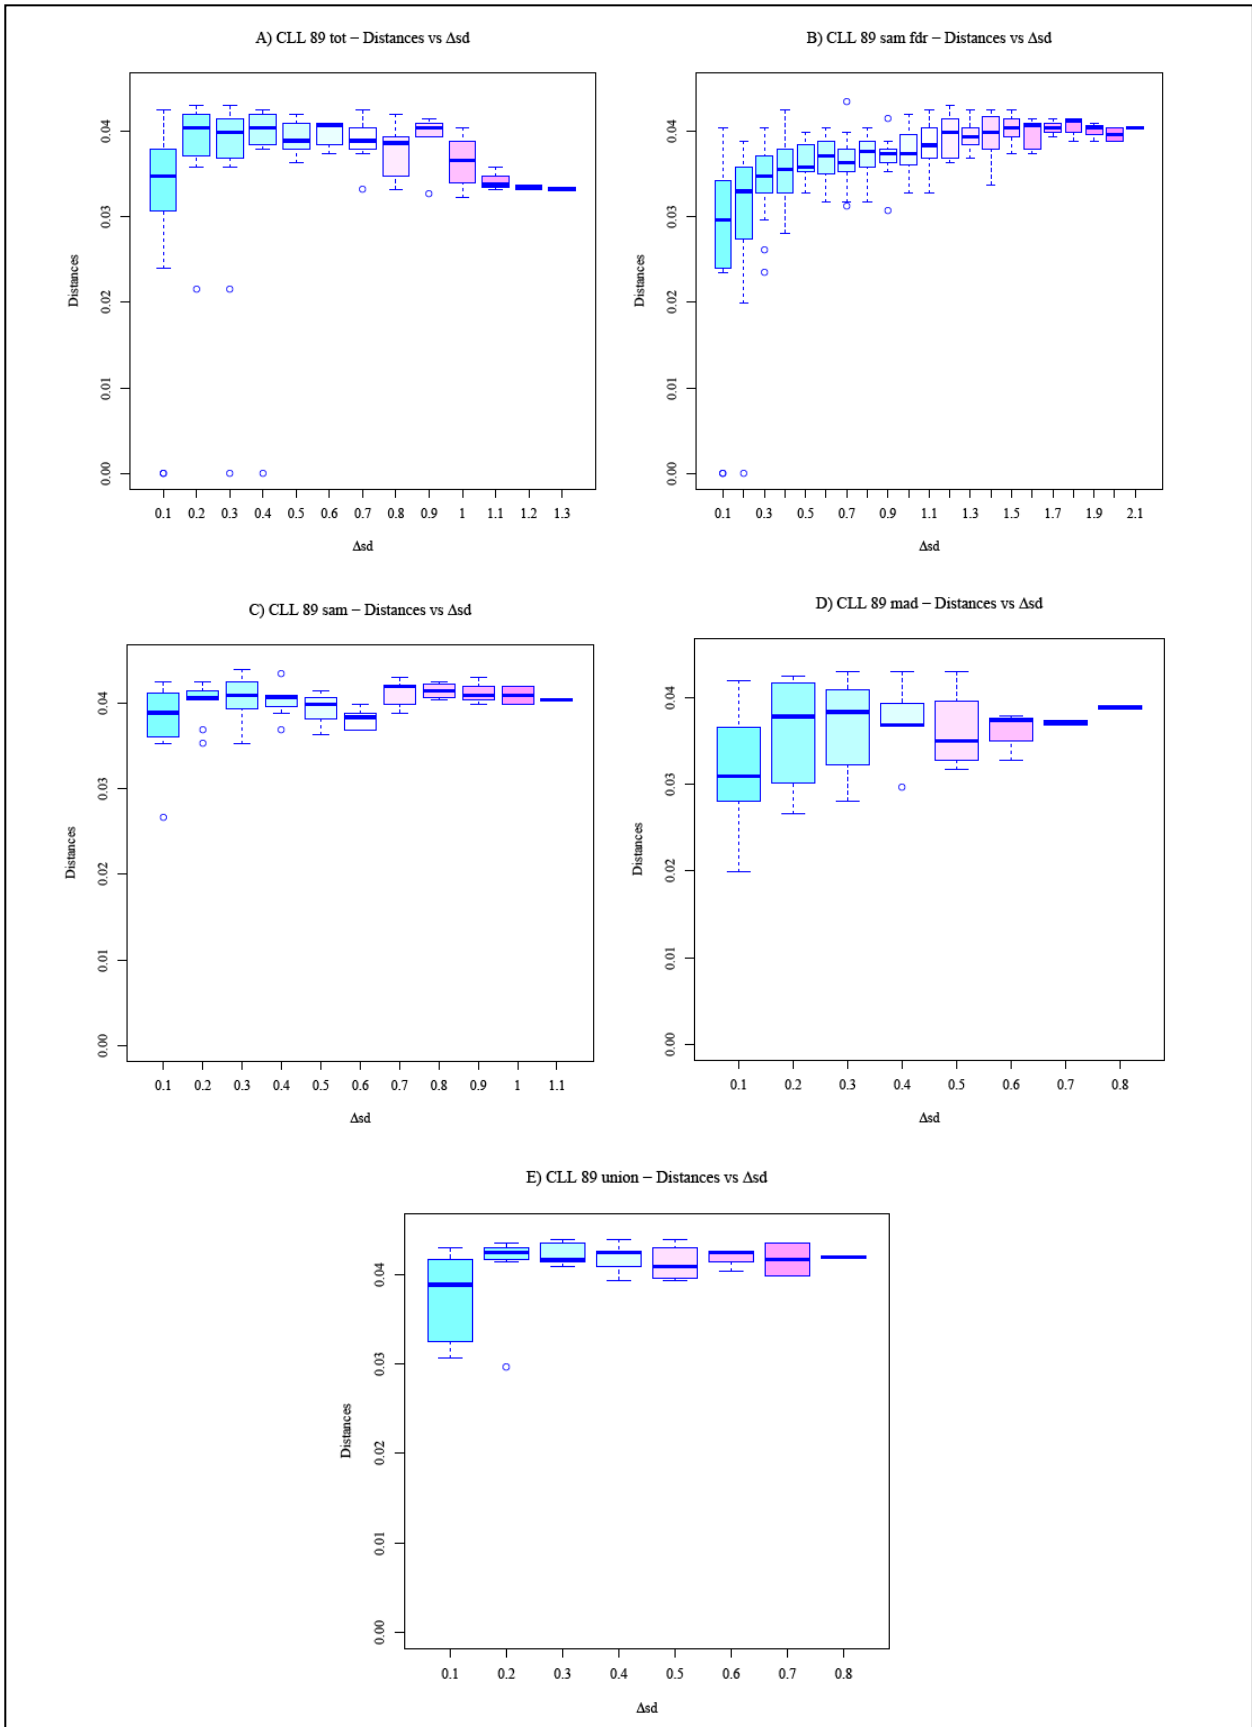 A) CLL 89 tot – Distances vs Δsd
Distances
0.04
0.03
0.02
0.01
0.00
0.1 0.2 0.3 0.4 0.5 0.6 0.7 0.8 0.9 1 1.1 1.2 1.3
Δsd
B) CLL 89 sam fdr – Distances vs Δsd
Distances
0.04
0.03
0.02
0.01
0.00
0.1 0.3 0.5 0.7 0.9 1.1 1.3 1.5 1.7 1.9 2.1
Δsd
C) CLL 89 sam – Distances vs Δsd
Distances
0.04
0.03
0.02
0.01
0.00
0.1 0.2 0.3 0.4 0.5 0.6 0.7 0.8 0.9 1 1.1
Δsd
D) CLL 89 mad – Distances vs Δsd
Distances
0.04
0.03
0.02
0.01
0.00
0.1 0.2 0.3 0.4 0.5 0.6 0.7 0.8
Δsd
E) CLL 89 union – Distances vs Δsd
Distances
0.04
0.03
0.02
0.01
0.00
0.1 0.2 0.3 0.4 0.5 0.6 0.7 0.8
Δsd